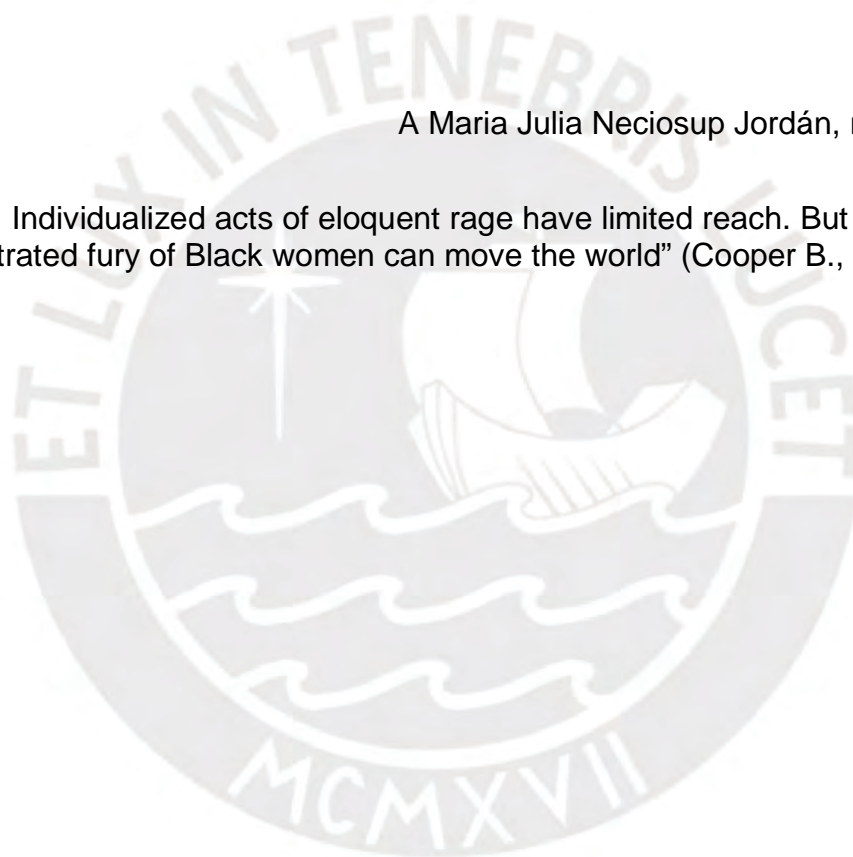 ET LUX IN TENEBRIS LUCET
MCMXVII
A Maria Julia Neciosup Jordán,
Individualized acts of eloquent rage have limited reach. But
fury of Black women can move the world” (Cooper B.,